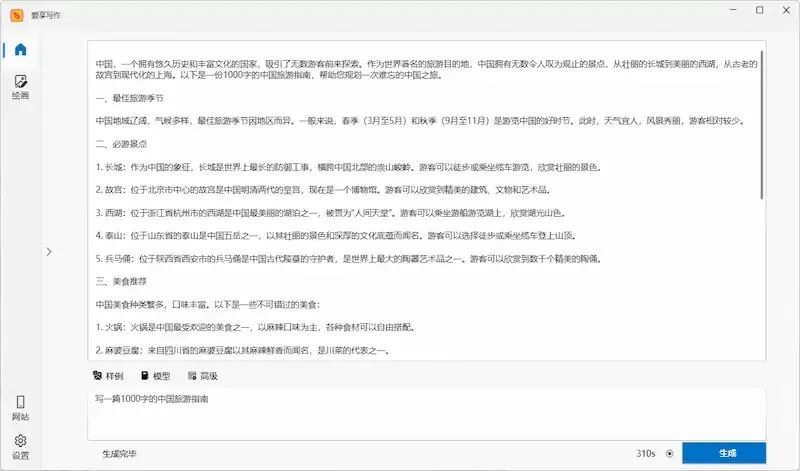 爱享写作
绘画
中国，一个拥有悠久历史和丰富文化的国家，吸引了无数游客前来探索。作为世界著名的旅游目的地，中国拥有无数令人叹为观止的景点，从壮丽的长城到美丽的西湖，从古老的
故宫到现代化的上海。以下是一份1000字的中国旅游指南，帮助您规划一次难忘的中国之旅。
一、最佳旅游季节
中国地域辽阔，气候多样，最佳旅游季节因地区而异。一般来说，春季（3月至5月）和秋季（9月至11月）是游览中国的好时节。此时，天气宜人，风景秀丽，游客相对较少。
二、必游景点
1. 长城：作为中国的象征，长城是世界上最长的防御工事，横跨中国北部的崇山峻岭。游客可以徒步或乘坐缆车游览，欣赏壮丽的景色。
2. 故宫：位于北京市中心的故宫是中国明清两代的皇宫，现在是一个博物馆。游客可以欣赏到精美的建筑、文物和艺术品。
3. 西湖：位于浙江省杭州市的西湖是中国最美丽的湖泊之一，被誉为“人间天堂”。游客可以乘坐游船游览湖上，欣赏湖光山色。
4. 泰山：位于山东省的泰山是中国五岳之一，以其壮丽的景色和深厚的文化底蕴而闻名。游客可以选择徒步或乘坐缆车登上山顶。
5. 兵马俑：位于陕西省西安市的兵马俑是中国古代陵墓的守护者，是世界上最大的陶器艺术品之一。游客可以欣赏到数千个精美的陶俑。
三、美食推荐
中国美食种类繁多，口味丰富。以下是一些不可错过的美食：
1. 火锅：火锅是中国最受欢迎的美食之一，以麻辣口味为主，各种食材可以自由搭配。
2. 麻婆豆腐：来自四川省的麻婆豆腐以其麻辣鲜香而闻名，是川菜的代表之一。
样例 模型 高级
写一篇1000字的中国旅游指南
网站
设置
生成完毕 310s 生成